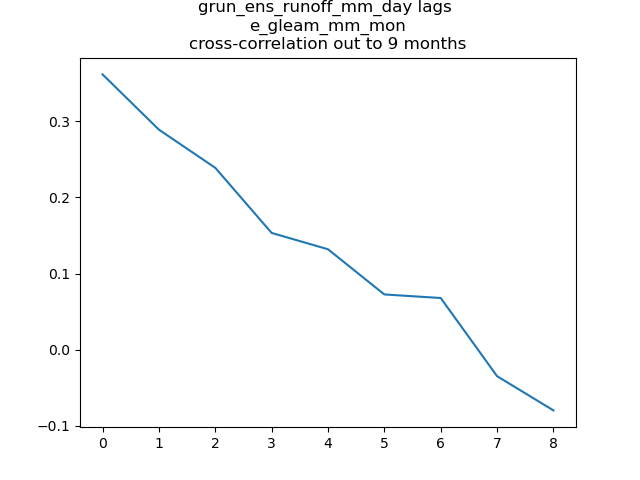 grun_ens_runoff_mm_day lags
e_gleam_mm_mon
cross-correlation out to 9 months
0.3
0.2
0.1
0.0
−0.1
0 1 2 3 4 5 6 7 8